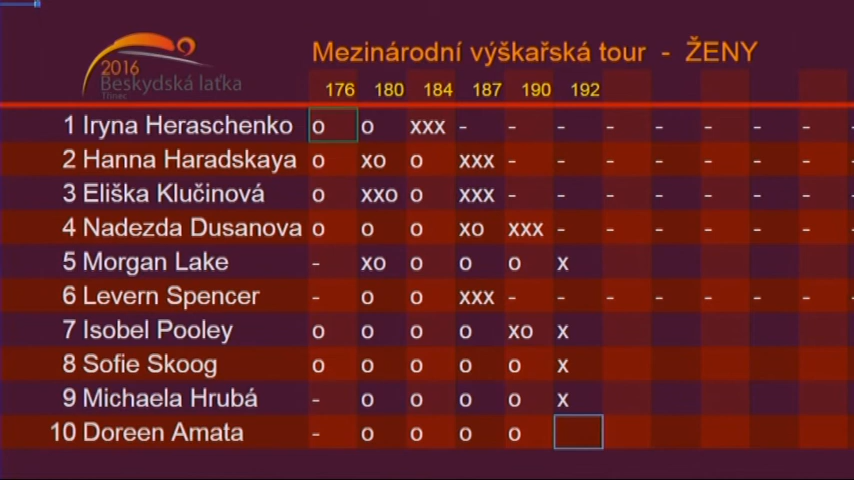 Mezinárodní výškařská tour - ŽENY
2016
Beskydská laťka
Třinec
176 180 184 187 190 192
1 Iryna Heraschenko o o xxx - - - - - - - -
2 Hanna Haradskaya o xo o xxx - - - - - - -
3 Eliška Klučinová o xxo o xxx - - - - - - -
4 Nadezda Dusanova o o o xo xxx - - - - - -
5 Morgan Lake - xo o o o x
6 Levern Spencer - o o xxx - - - - - - -
7 Isobel Pooley o o o o xo x
8 Sofie Skoog o o o o o x
9 Michaela Hrubá - o o o o x
10 Doreen Amata - o o o o